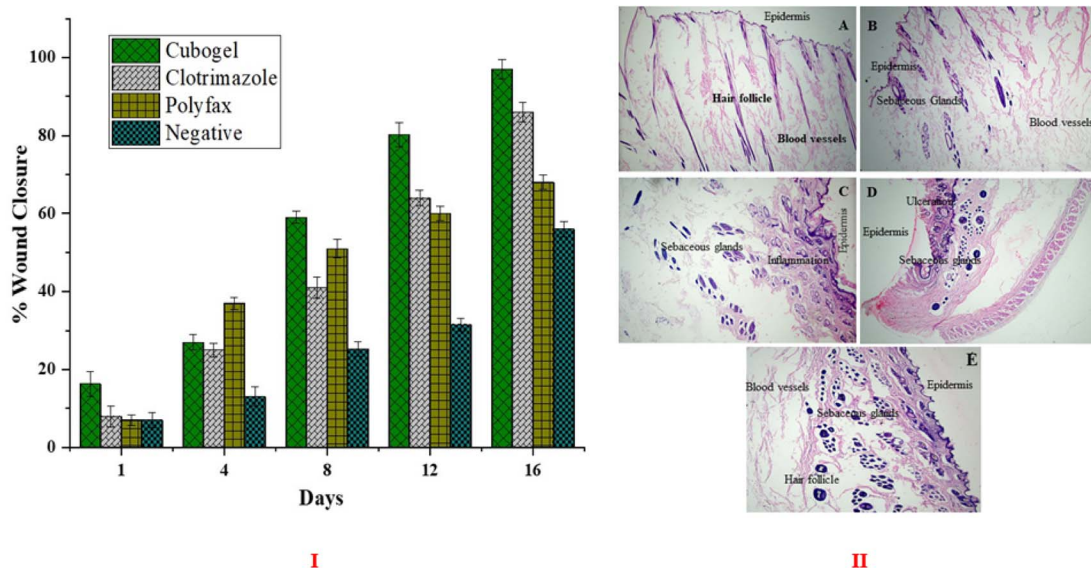 % Wound Closure
100
80
60
40
20
0
Cubogel
Clotrimazole
Polyfax
Negative
1 4 8 12 16
Days
I
A
Epidermis
Hair follicle
Blood vessels
B
Epidermis
Sebaceous Glands
Blood vessels
C
Sebaceous glands
Inflammation
Epidermis
D
Ulceration
Epidermis
Sebaceous glands
E
Blood vessels
Epidermis
Sebaceous glands
Hair follicle
II